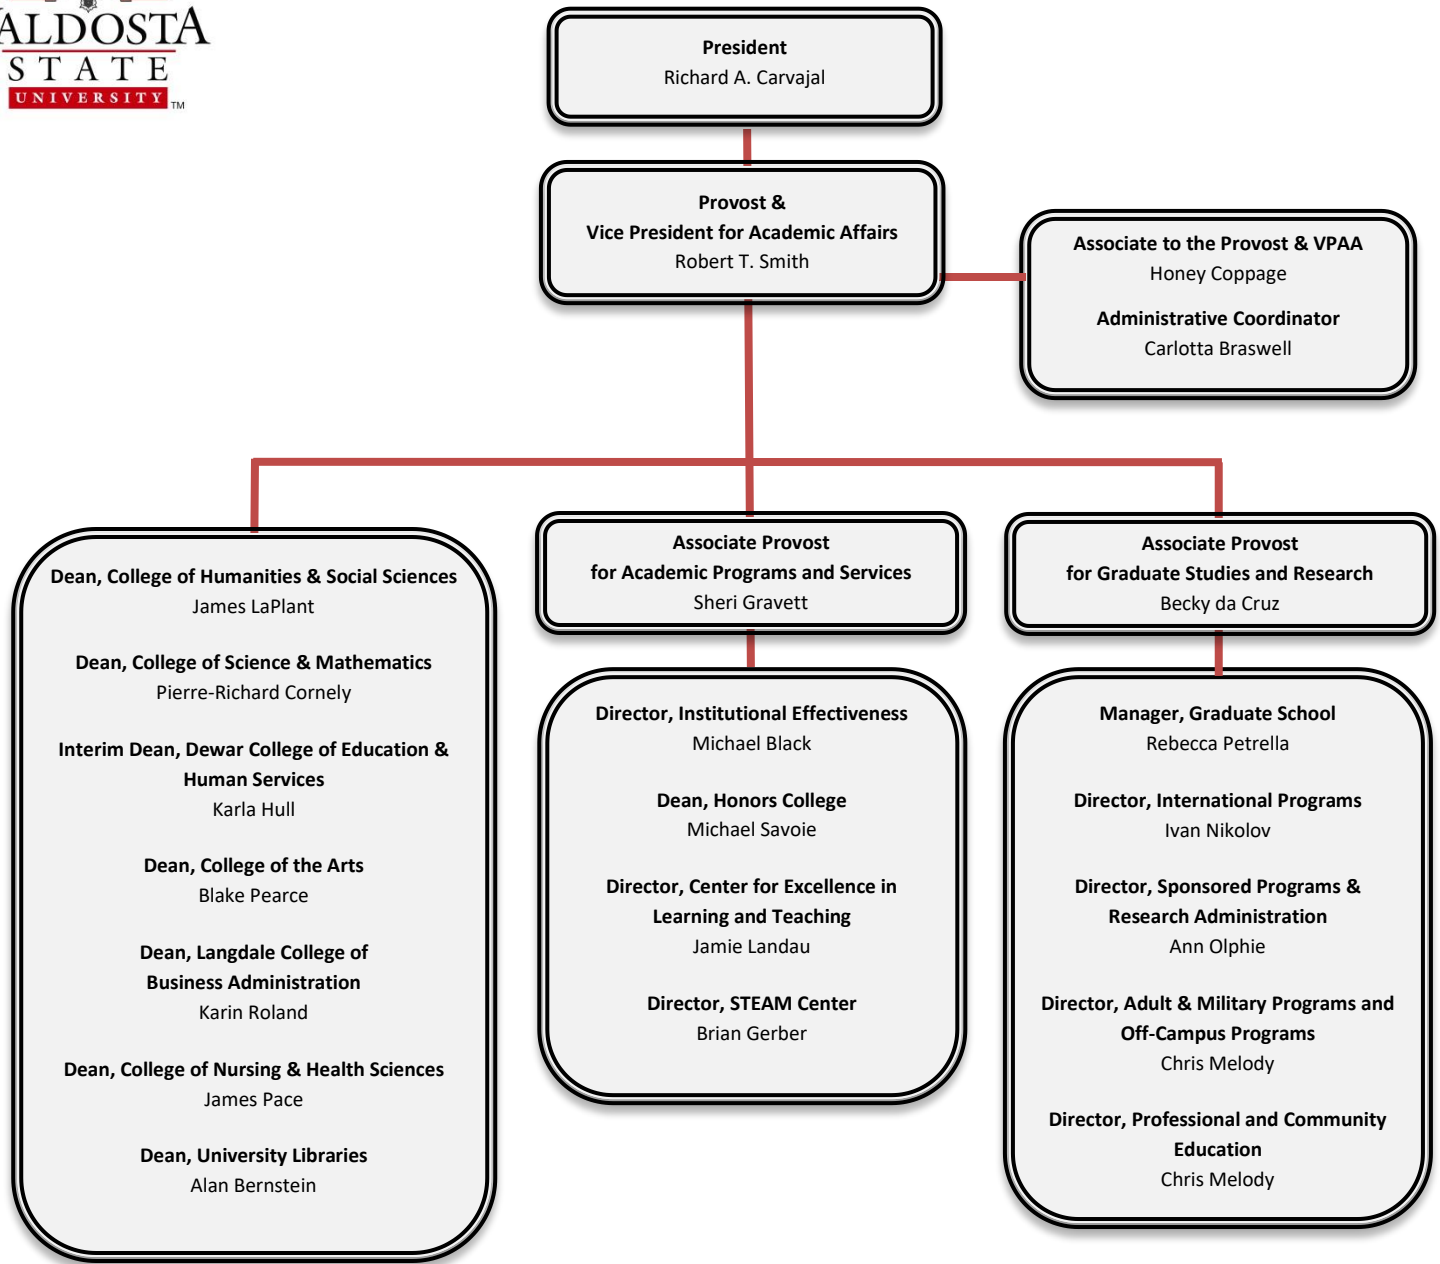 ALDOSTA
STATE
UNIVERSITY TM
President
Richard A. Carvajal
Provost &
Vice President for Academic Affairs
Robert T. Smith
Associate to the Provost & VPAA
Honey Coppage
Administrative Coordinator
Carlotta Braswell
Dean, College of Humanities & Social Sciences
James LaPlant
Dean, College of Science & Mathematics
Pierre-Richard Cornely
Interim Dean, Dewar College of Education &
Human Services
Karla Hull
Dean, College of the Arts
Blake Pearce
Dean, Langdale College of
Business Administration
Karin Roland
Dean, College of Nursing & Health Sciences
James Pace
Dean, University Libraries
Alan Bernstein
Associate Provost
for Academic Programs and Services
Sheri Gravett
Director, Institutional Effectiveness
Michael Black
Dean, Honors College
Michael Savoie
Director, Center for Excellence in
Learning and Teaching
Jamie Landau
Director, STEAM Center
Brian Gerber
Associate Provost
for Graduate Studies and Research
Becky da Cruz
Manager, Graduate School
Rebecca Petrella
Director, International Programs
Ivan Nikolov
Director, Sponsored Programs &
Research Administration
Ann Olphie
Director, Adult & Military Programs and
Off-Campus Programs
Chris Melody
Director, Professional and Community
Education
Chris Melody